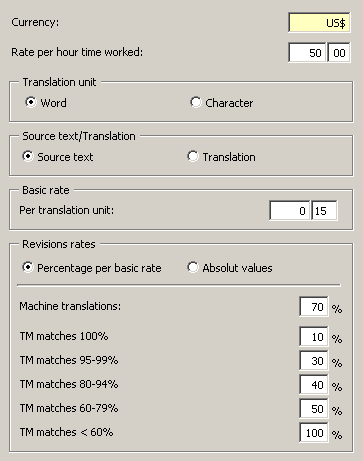 Currency: US$
Rate per hour time worked: 50 00
Translation unit
Word Character
Source text/Translation
Source text Translation
Basic rate
Per translation unit: 0 15
Revisions rates
Percentage per basic rate Absolut values
Machine translations: 70 %
TM matches 100% 10 %
TM matches 95-99% 30 %
TM matches 80-94% 40 %
TM matches 60-79% 50 %
TM matches < 60% 100 %